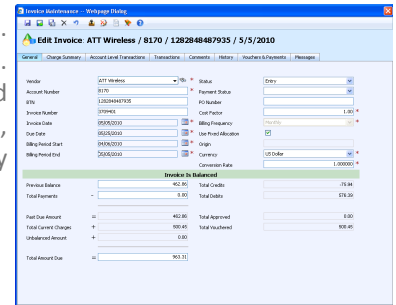 Invoice Maintenance -- Webpage Dialog
Edit Invoice: ATT Wireless / 8170 / 1282848487935 / 5/5/2010
General Charge Summary Account Level Transactions Transactions Comments History Vouchers & Payments Messages
Vendor ATT Wireless * Status Entry
Account Number 8170 * Payment Status
BTN 1282848487935 PO Number
Invoice Number 3709401 Cost Factor 1.00 *
Invoice Date 05/05/2010 * Billing Frequency Monthly *
Due Date 05/25/2010 * Use Fixed Allocation
Billing Period Start 04/06/2010 * Origin
Billing Period End 05/05/2010 * Currency US Dollar
Conversion Rate 1.000000 *
Invoice Is Balanced
Previous Balance 462.86 Total Credits -75.94
Total Payments - 0.00 Total Debits 576.39
Past Due Amount = 462.86 Total Approved 0.00
Total Current Charges + 500.45 Total Vouchered 500.45
Unbalanced Amount + 0.00
Total Amount Due = 963.31